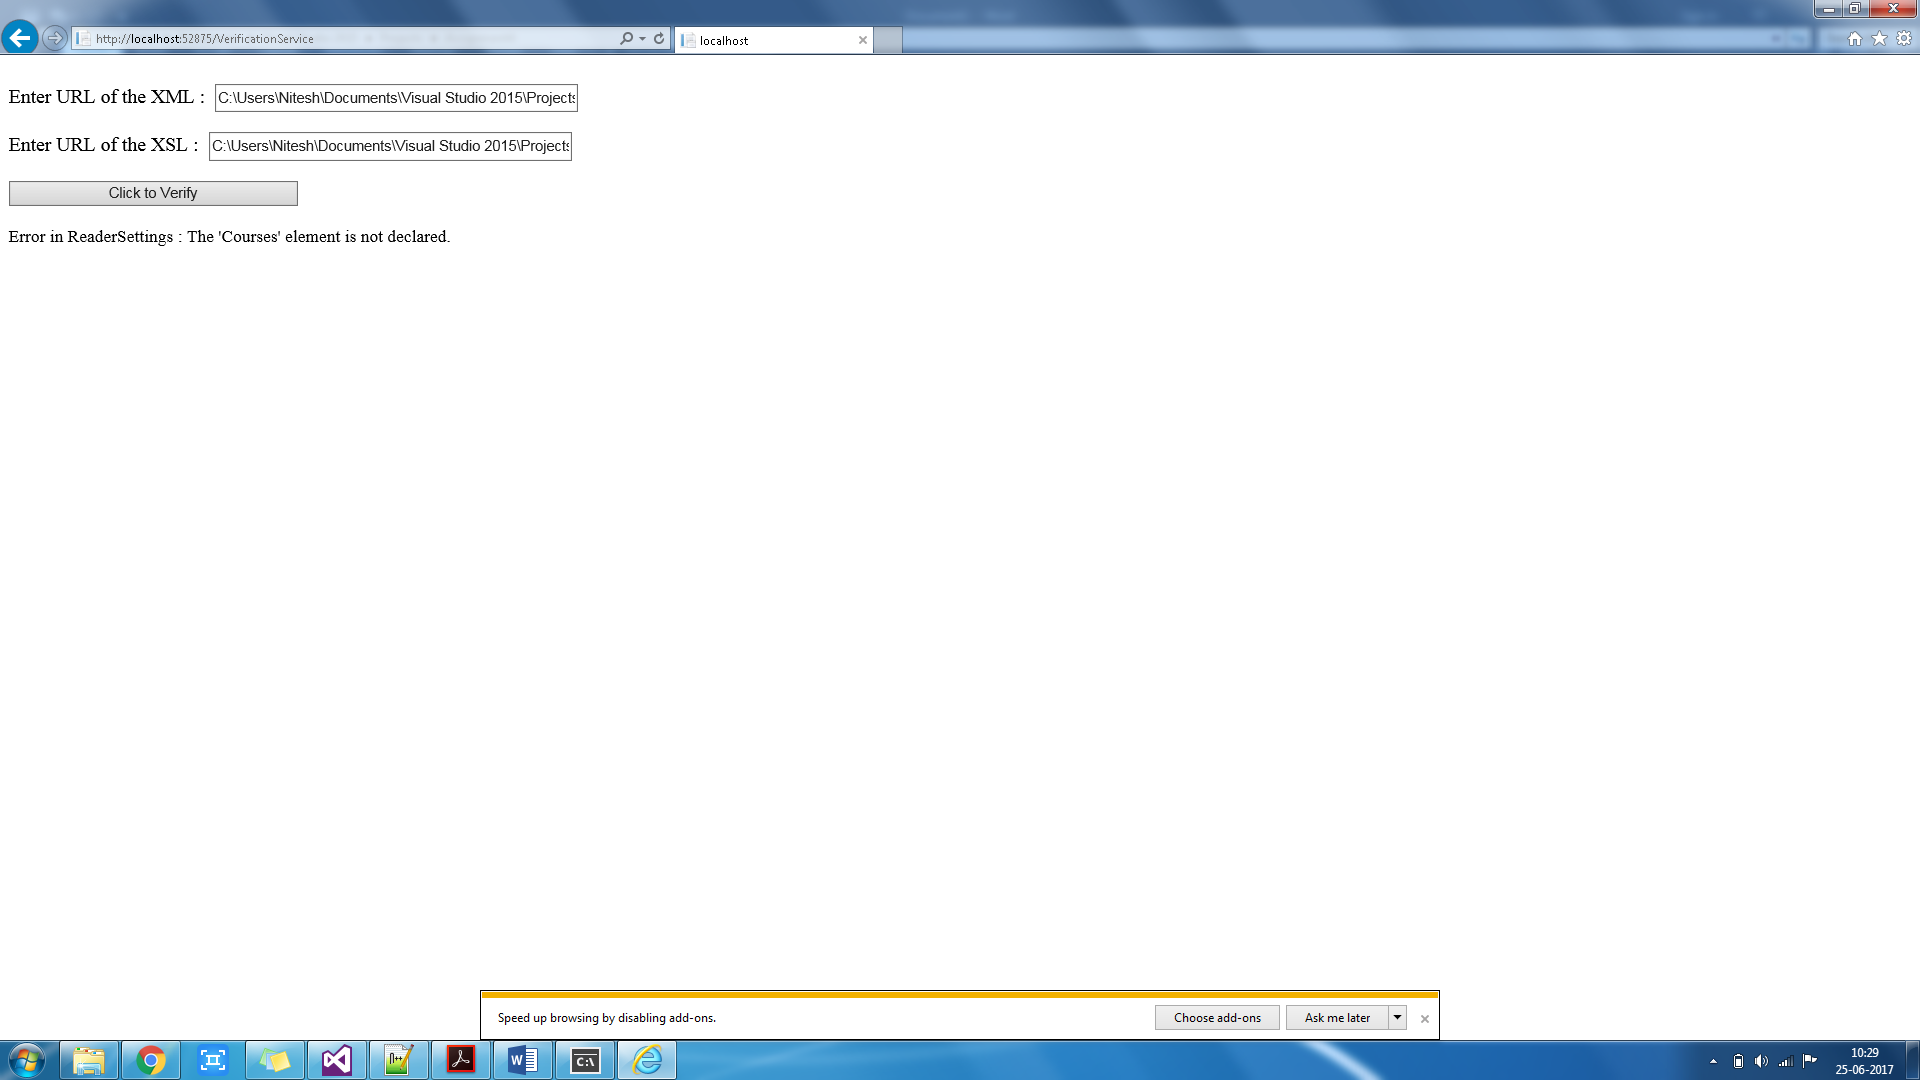 http://localhost:52875/VerificationService
localhost
Enter URL of the XML : C:\Users\Nitesh\Documents\Visual Studio 2015\Projects
Enter URL of the XSL : C:\Users\Nitesh\Documents\Visual Studio 2015\Projects
Click to Verify
Error in ReaderSettings : The 'Courses' element is not declared.
Speed up browsing by disabling add-ons.
Choose add-ons
Ask me later
C:\
10:29
25-06-2017